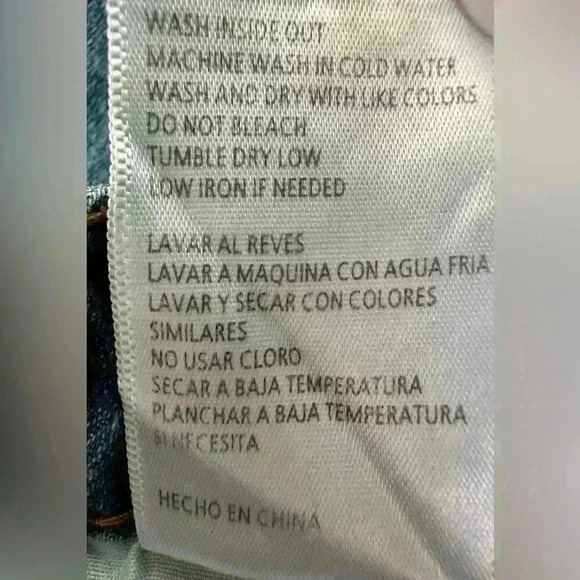 WASH INSIDE OUT
MACHINE WASH IN COLD WATER
WASH AND DRY WITH LIKE COLORS
DO NOT BLEACH
TUMBLE DRY LOW
LOW IRON IF NEEDED
LAVAR AL REVES
LAVAR A MAQUINA CON AGUA FRIA
LAVAR Y SECAR CON COLORES
SIMILARES
NO USAR CLORO
SECAR A BAJA TEMPERATURA
PLANCHAR A BAJA TEMPERATURA
SI NECESITA
HECHO EN CHINA